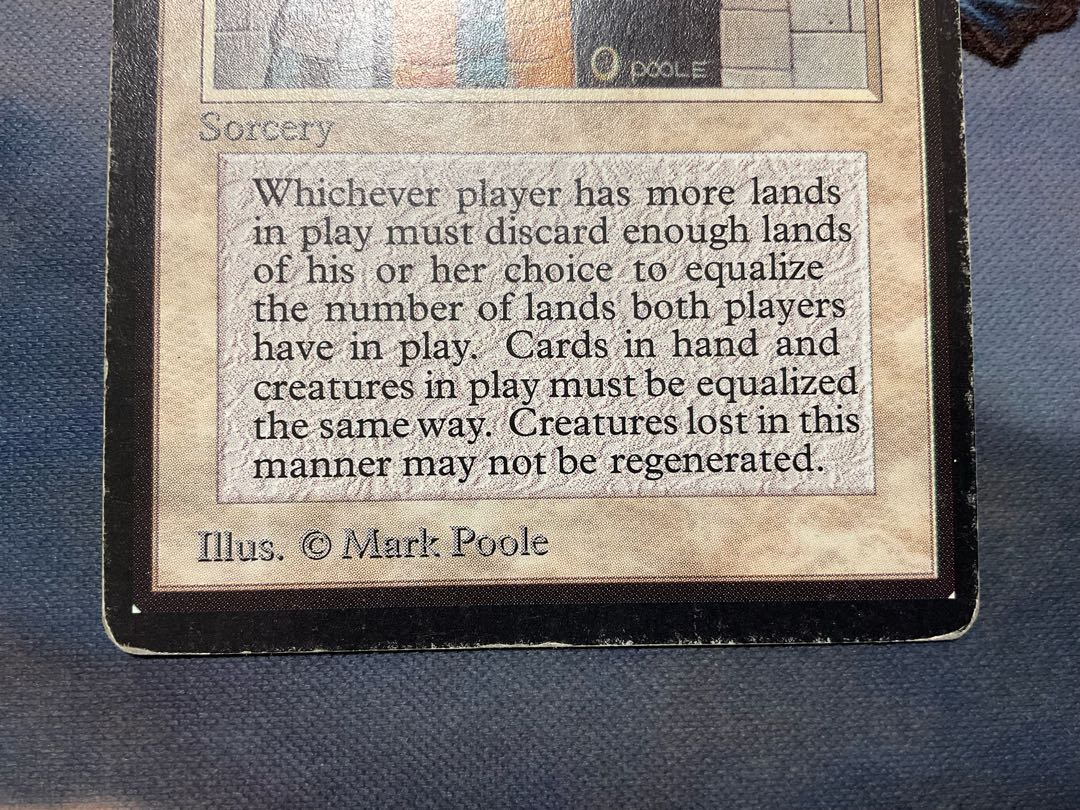 POOLE
Sorcery
Whichever player has more lands
in play must discard enough lands
of his or her choice to equalize
the number of lands both players
have in play. Cards in hand and
creatures in play must be equalized
the same way. Creatures lost in this
manner may not be regenerated.
Illus. © Mark Poole